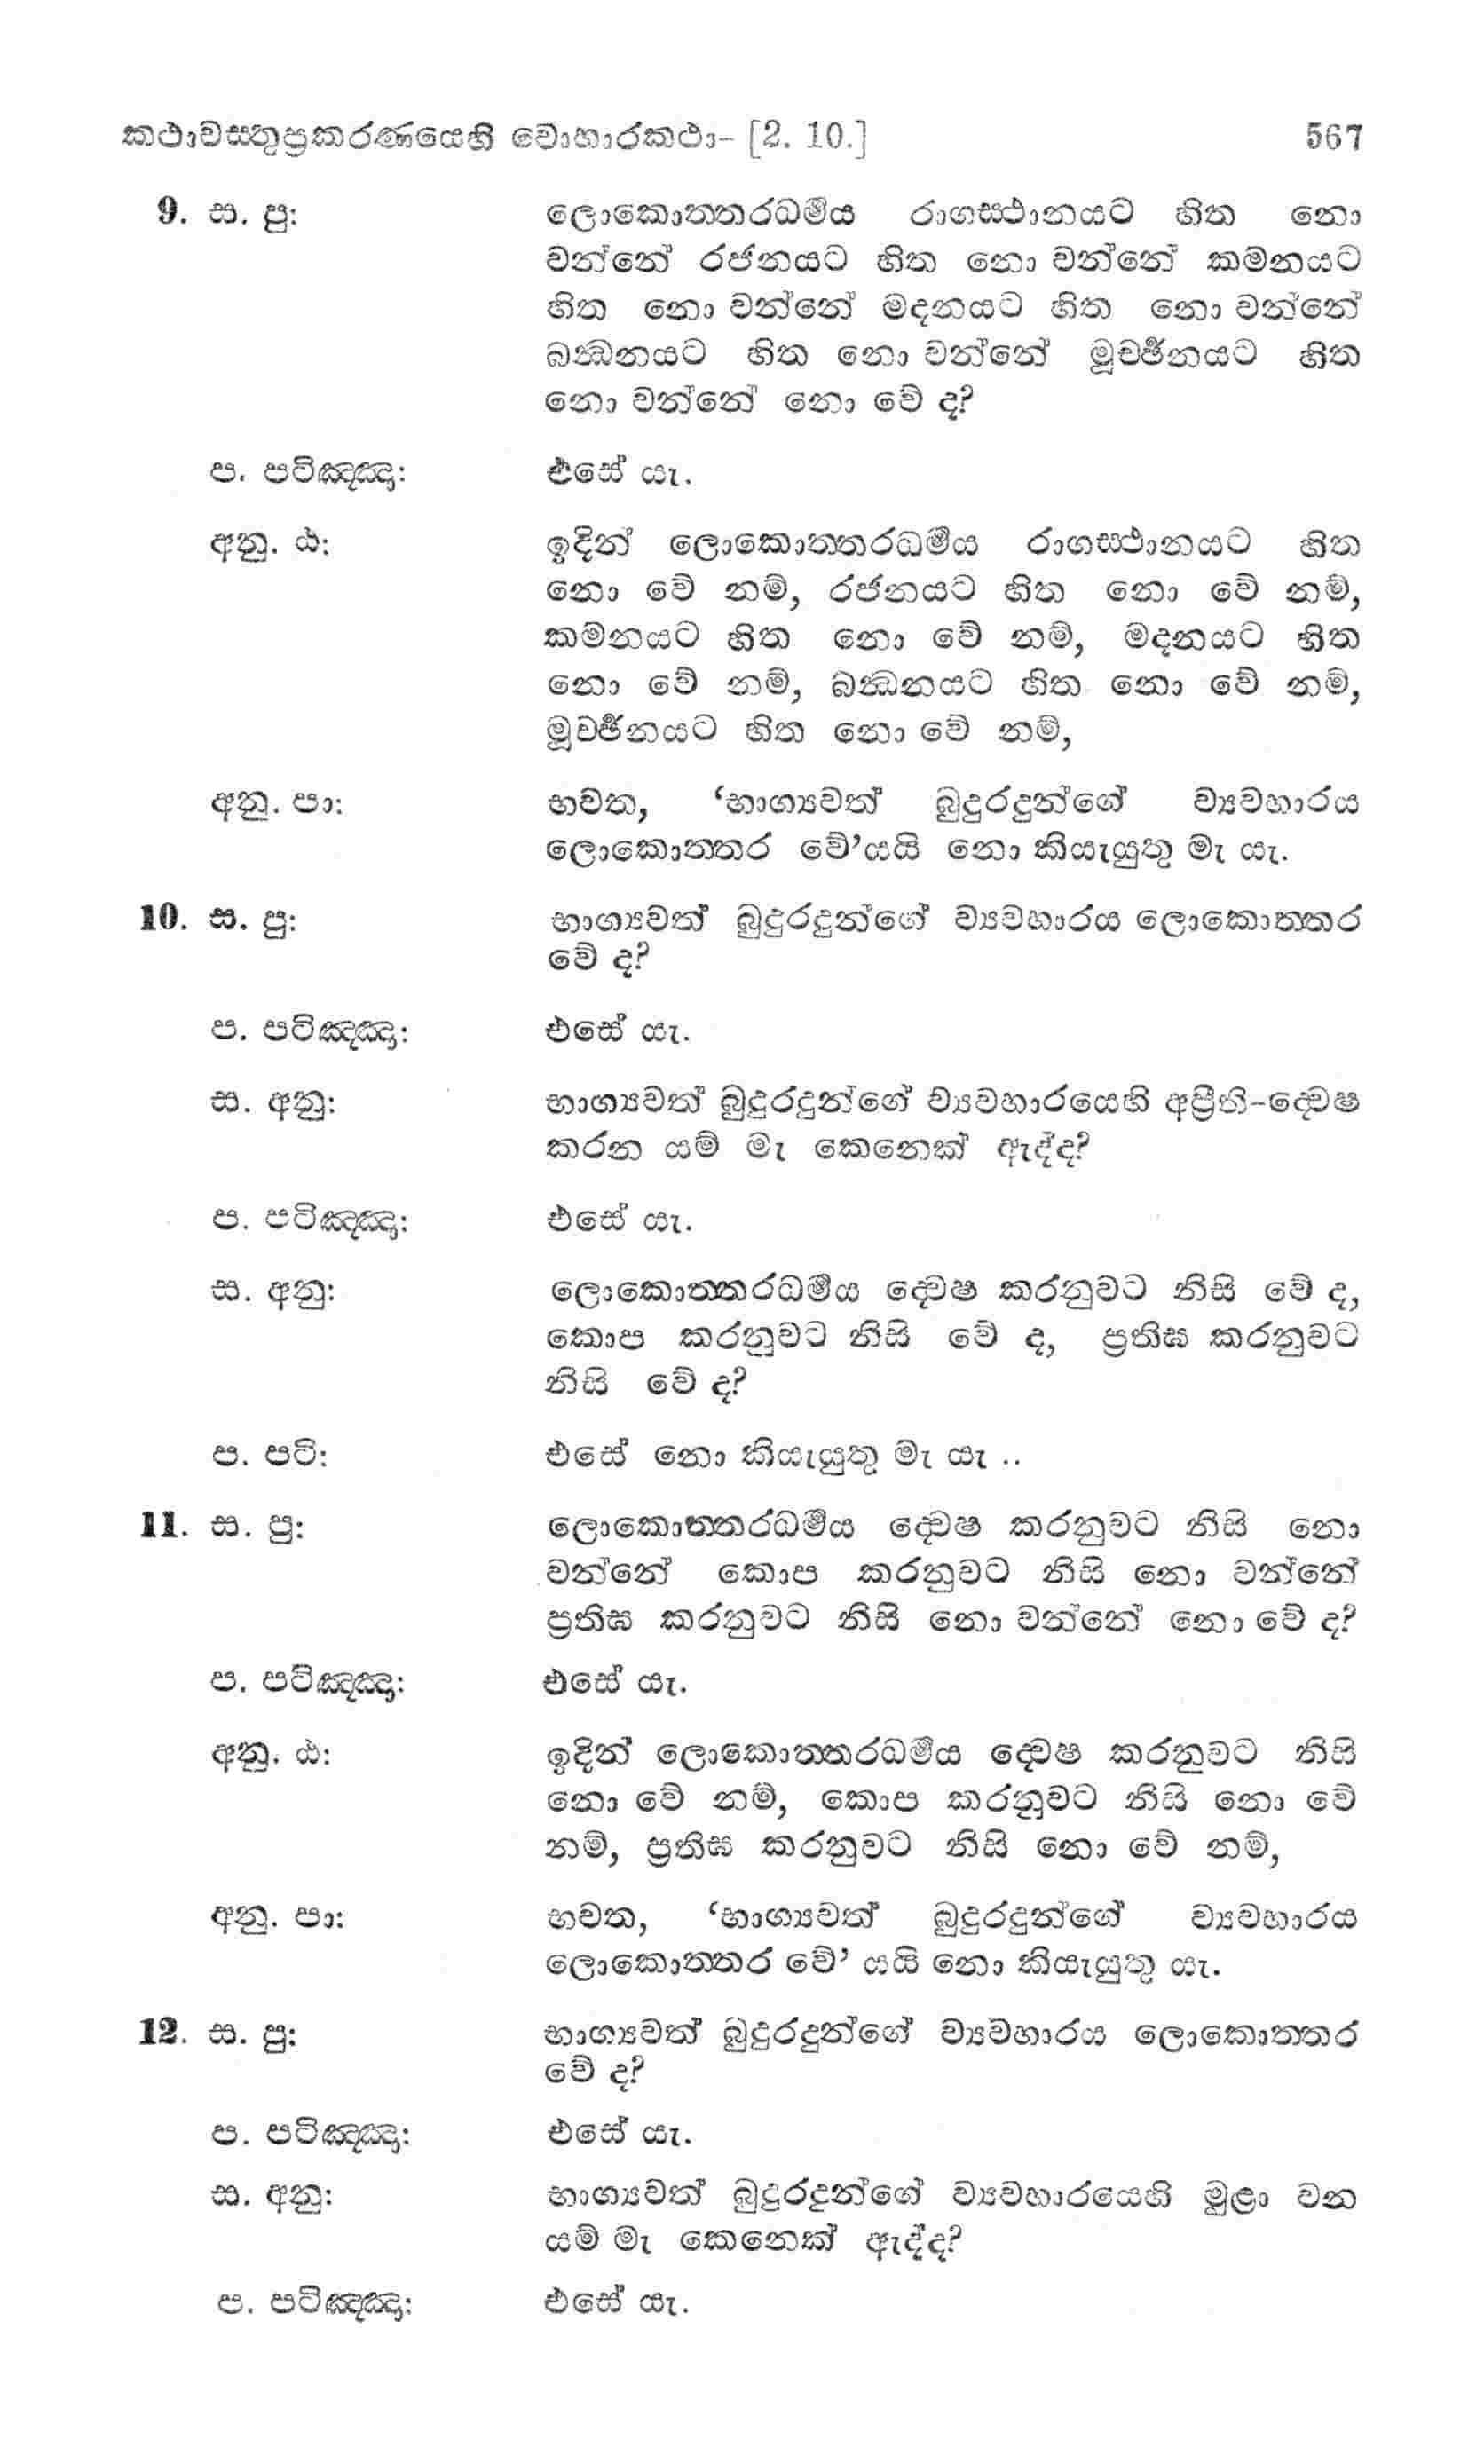 කථාවස්තුප්‍රකරණයෙහි වොහාරකථා- [2. 10.] 567
9. ස. පු: ලොකොත්තරධර්‍මය රාගස්ථානයට හිත නො
වන්නේ රජනයට හිත නො වන්නේ කමනයට
හිත නො වන්නේ මදනයට හිත නො වන්නේ
බන්ධනයට හිත නො වන්නේ මූර්ච්ඡනයට හිත
නො වන්නේ නො වේ ද?
ප. පටිඤ්ඤා: එසේ යැ.
අනු. ඨ: ඉදින් ලොකොත්තරධර්‍මය රාගස්ථානයට හිත
නො වේ නම්, රජනයට හිත නො වේ නම්,
කමනයට හිත නො වේ නම්, මදනයට හිත
නො වේ නම්, බන්ධනයට හිත නො වේ නම්,
මූර්ච්ඡනයට හිත නො වේ නම්,
අනු. පා: භවත, ‘භාග්‍යවත් බුදුරදුන්ගේ ව්‍යවහාරය
ලොකොත්තර වේ’යයි නො කියැයුතු මැ යැ.
10. ස. පු: භාග්‍යවත් බුදුරදුන්ගේ ව්‍යවහාරය ලොකොත්තර
වේ ද?
ප. පටිඤ්ඤා: එසේ යැ.
ස. අනු: භාග්‍යවත් බුදුරදුන්ගේ ව්‍යවහාරයෙහි අප්‍රීති-ද්වෙෂ
කරන යම් මැ කෙනෙක් ඇද්ද?
ප. පටිඤ්ඤා: එසේ යැ.
ස. අනු: ලොකොත්තරධර්‍මය ද්වෙෂ කරනුවට නිසි වේ ද,
කොප කරනුවට නිසි වේ ද, ප්‍රතිඝ කරනුවට
නිසි වේ ද?
ප. පටි: එසේ නො කියැයුතු මැ යැ ..
11. ස. පු: ලොකොත්තරධර්‍මය ද්වෙෂ කරනුවට නිසි නො
වන්නේ කොප කරනුවට නිසි නො වන්නේ
ප්‍රතිඝ කරනුවට නිසි නො වන්නේ නො වේ ද?
ප. පටිඤ්ඤා: එසේ යැ.
අනු. ඨ: ඉදින් ලොකොත්තරධර්‍මය ද්වෙෂ කරනුවට නිසි
නො වේ නම්, කොප කරනුවට නිසි නො වේ
නම්, ප්‍රතිඝ කරනුවට නිසි නො වේ නම්,
අනු. පා: භවත, ‘භාග්‍යවත් බුදුරදුන්ගේ ව්‍යවහාරය
ලොකොත්තර වේ’ යයි නො කියැයුතු යැ.
12. ස. පු: භාග්‍යවත් බුදුරදුන්ගේ ව්‍යවහාරය ලොකොත්තර
වේ ද?
ප. පටිඤ්ඤා: එසේ යැ.
ස. අනු: භාග්‍යවත් බුදුරදුන්ගේ ව්‍යවහාරයෙහි මුළා වන
යම් මැ කෙනෙක් ඇද්ද?
ප. පටිඤ්ඤා: එසේ යැ.